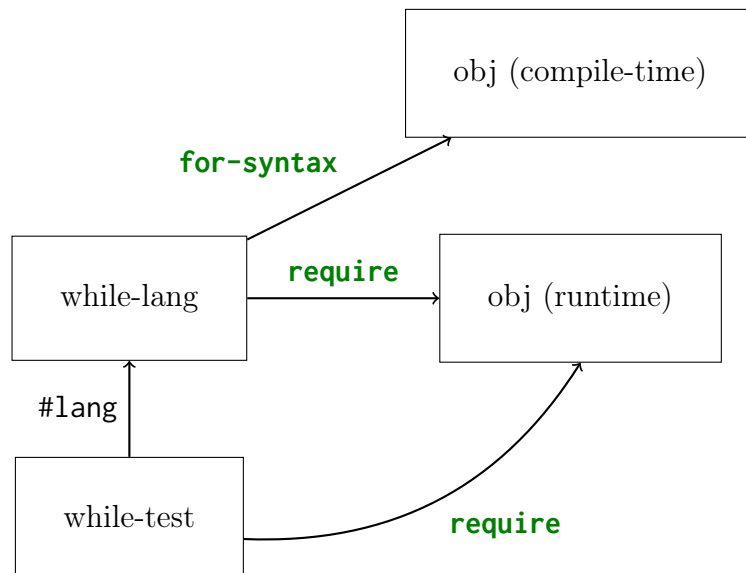 obj (compile-time)
for-syntax
while-lang
require
obj (runtime)
#lang
while-test
require